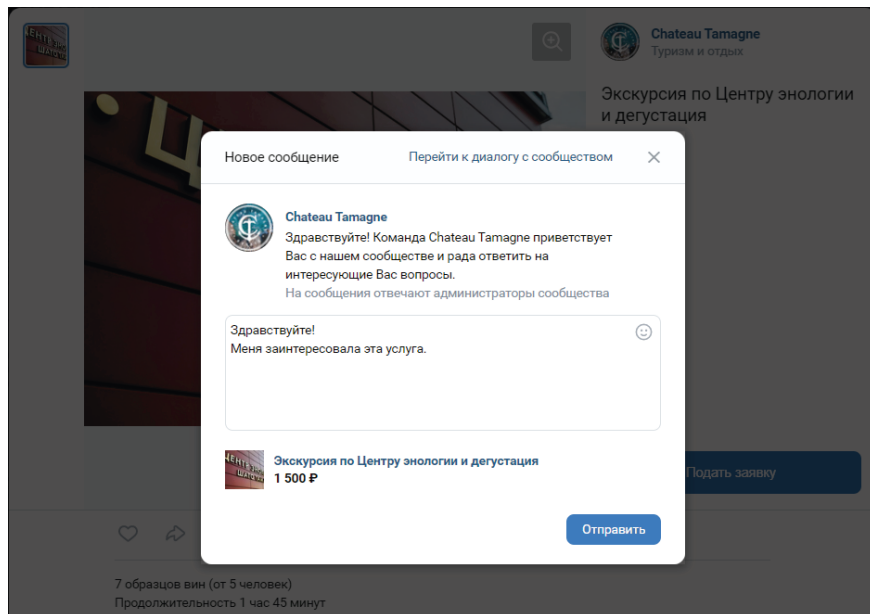 Chateau Tamagne
Туризм и отдых
Экскурсия по Центру энологии
и дегустация
Новое сообщение
Перейти к диалогу с сообществом
Chateau Tamagne
Здравствуйте! Команда Chateau Tamagne приветствует
Вас с нашем сообществе и рада ответить на
интересующие Вас вопросы.
На сообщения отвечают администраторы сообщества
Здравствуйте!
Меня заинтересовала эта услуга.
Экскурсия по Центру энологии и дегустация
1 500 ₽
Подать заявку
Отправить
7 образцов вин (от 5 человек)
Продолжительность 1 час 45 минут